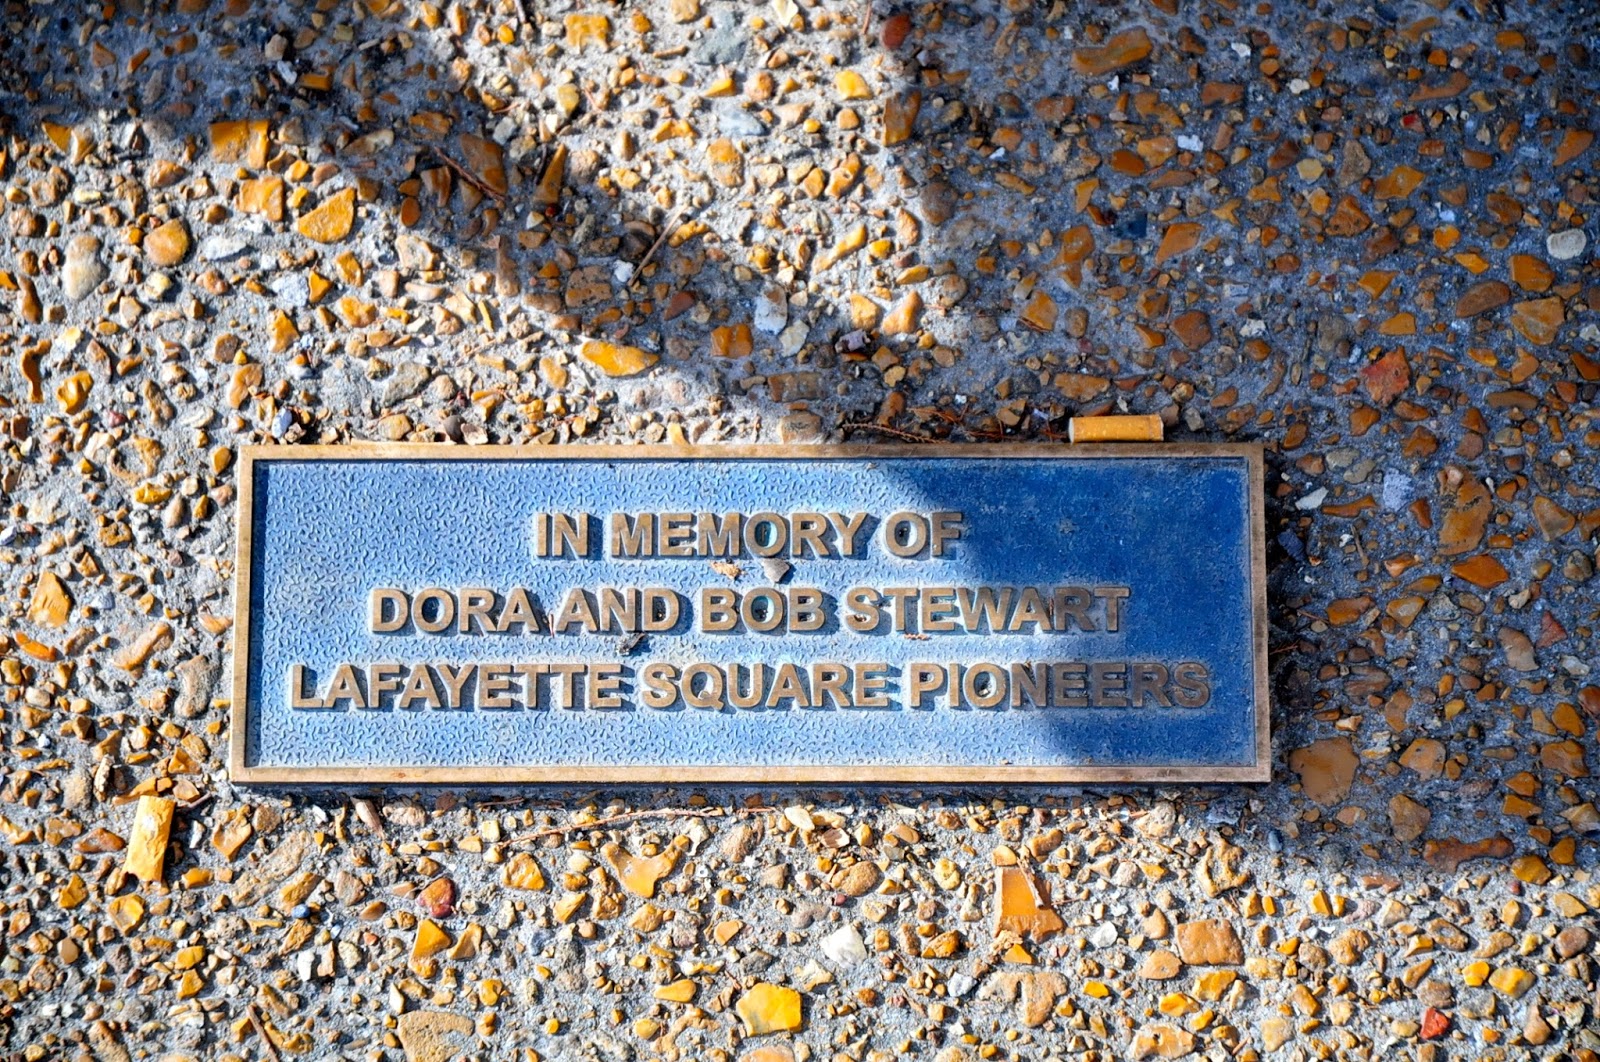 IN MEMORY OF
DORA AND BOB STEWART
LAFAYETTE SQUARE PIONEERS